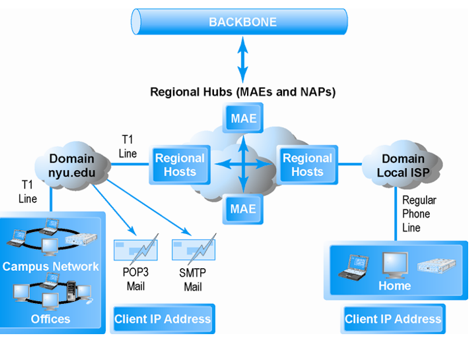 BACKBONE
Regional Hubs (MAEs and NAPs)
MAE
T1
Line
Domain
nyu.edu
Regional
Hosts
Regional
Hosts
Domain
Local ISP
T1
Line
MAE
Regular
Phone
Line
Campus Network
POP3
Mail
SMTP
Mail
Home
Offices
Client IP Address
Client IP Address